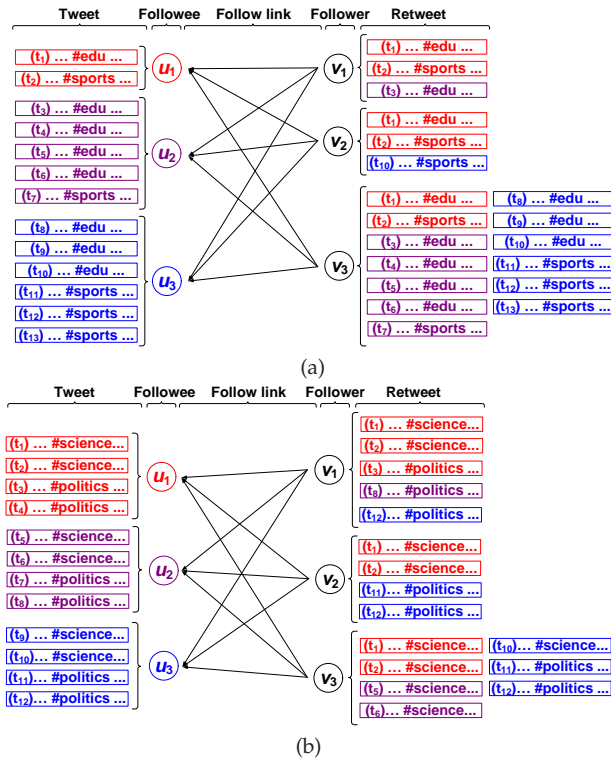 Tweet Followee Follow link Follower Retweet
(t1) ... #edu ...
(t2) ... #sports ...
u1
(t3) ... #edu ...
(t4) ... #edu ...
(t5) ... #edu ...
(t6) ... #edu ...
(t7) ... #sports ...
u2
(t8) ... #edu ...
(t9) ... #edu ...
(t10) ... #edu ...
(t11) ... #sports ...
(t12) ... #sports ...
(t13) ... #sports ...
u3
v1
(t1) ... #edu ...
(t2) ... #sports ...
(t3) ... #edu ...
v2
(t1) ... #edu ...
(t2) ... #sports ...
(t10) ... #edu ...
v3
(t1) ... #edu ...
(t2) ... #sports ...
(t3) ... #edu ...
(t4) ... #edu ...
(t5) ... #edu ...
(t6) ... #edu ...
(t7) ... #sports ...
(t8) ... #edu ...
(t9) ... #edu ...
(t10) ... #edu ...
(t11) ... #sports ...
(t12) ... #sports ...
(t13) ... #sports ...
(a)
Tweet Followee Follow link Follower Retweet
(t1) ... #science...
(t2) ... #science...
(t3) ... #politics ...
(t4) ... #politics ...
u1
(t5) ... #science...
(t6) ... #science...
(t7) ... #politics ...
(t8) ... #politics ...
u2
(t9) ... #science...
(t10)... #science...
(t11)... #politics ...
(t12)... #politics ...
u3
v1
(t1) ... #science...
(t2) ... #science...
(t3) ... #politics ...
(t8) ... #politics ...
(t12)... #politics ...
v2
(t1) ... #science...
(t2) ... #science...
(t11)... #politics ...
(t12)... #politics ...
v3
(t1) ... #science...
(t2) ... #science...
(t5) ... #science...
(t6)... #science...
(t10)... #science...
(t11)... #politics ...
(t12)... #politics ...
(b)